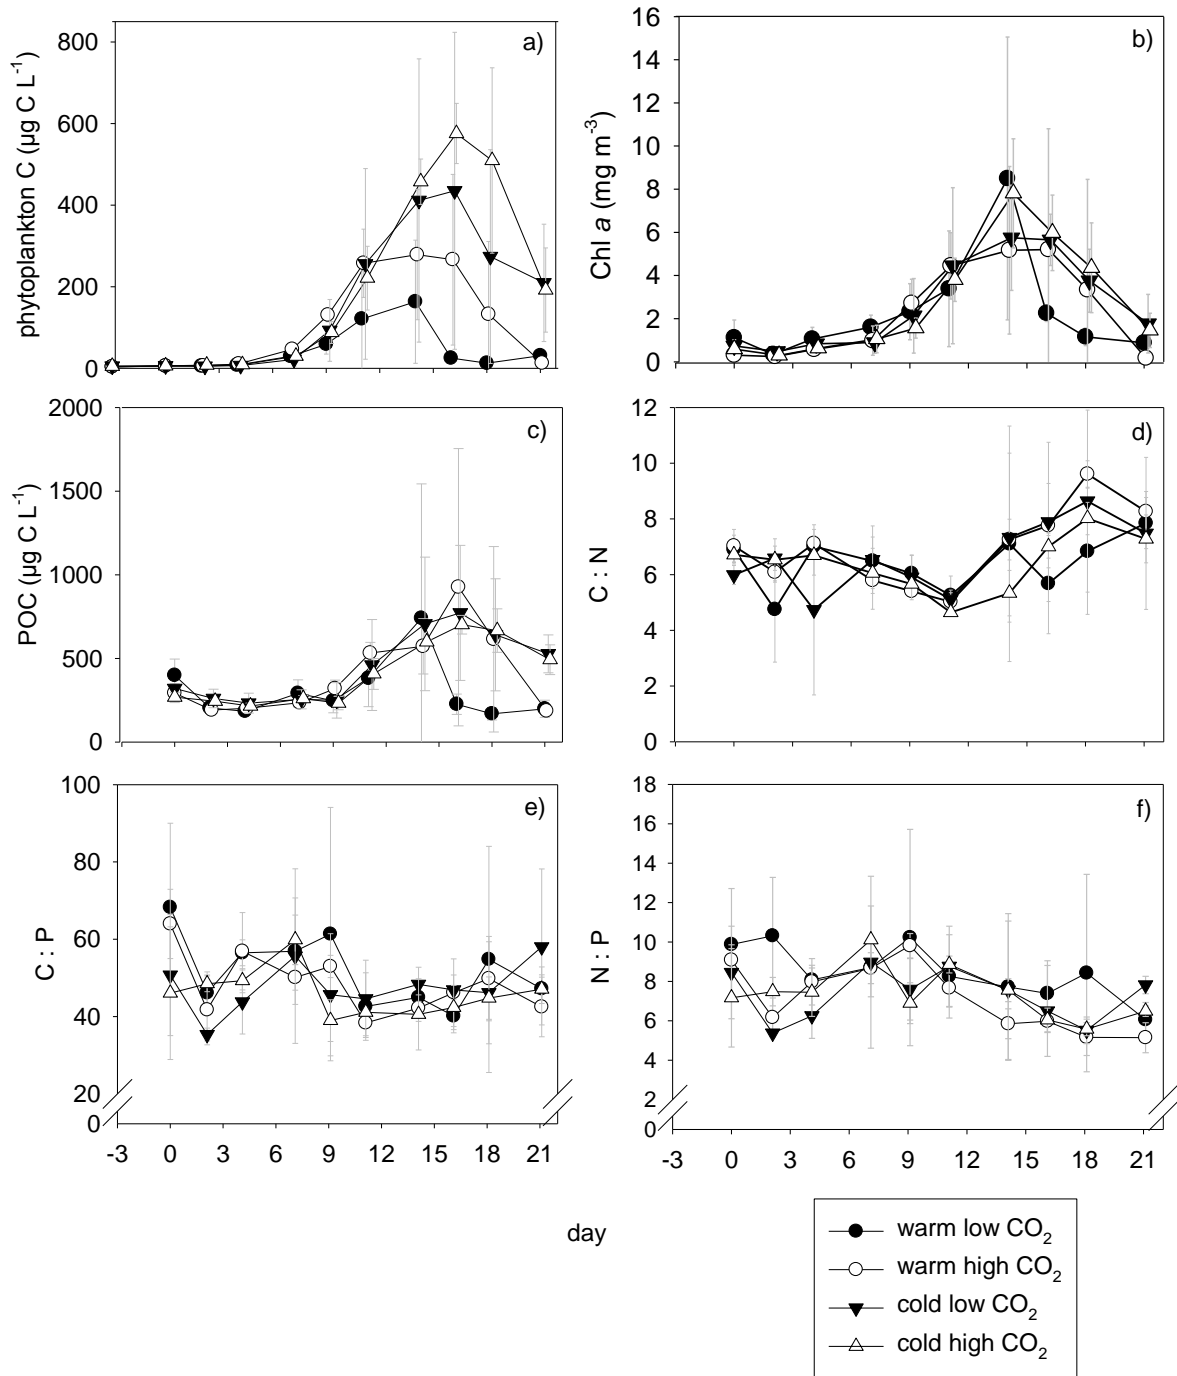 a)
phytoplankton C (µg C L⁻¹)
800
600
400
200
0
b)
Chl a (mg m⁻³)
16
14
12
10
8
6
4
2
0
c)
POC (µg C L⁻¹)
2000
1500
1000
500
0
d)
C : N
12
10
8
6
4
2
0
e)
C : P
100
80
60
40
20
0
-3 0 3 6 9 12 15 18 21
f)
N : P
18
16
14
12
10
8
6
4
2
0
-3 0 3 6 9 12 15 18 21
day
warm low CO₂
warm high CO₂
cold low CO₂
cold high CO₂